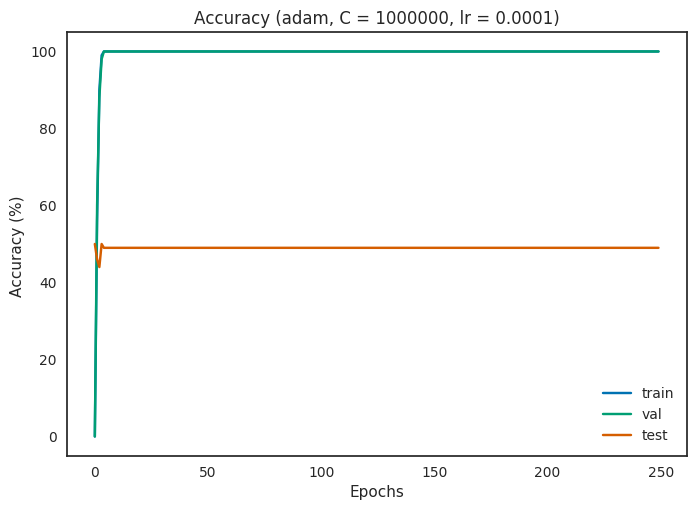 Accuracy (adam, C = 1000000, lr = 0.0001)
Accuracy (%)
100
80
60
40
20
0
0 50 100 150 200 250
Epochs
train
val
test